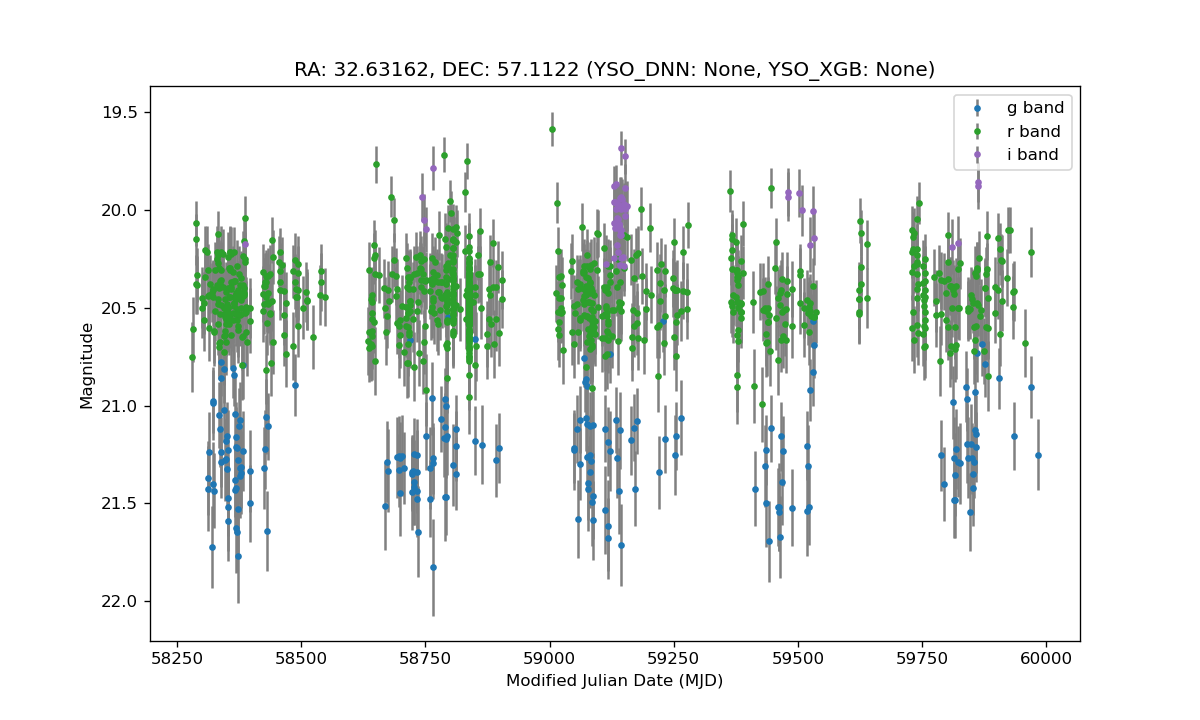 RA: 32.63162, DEC: 57.1122 (YSO_DNN: None, YSO_XGB: None)
g band
r band
i band
19.5
20.0
20.5
21.0
21.5
22.0
Magnitude
58250 58500 58750 59000 59250 59500 59750 60000
Modified Julian Date (MJD)